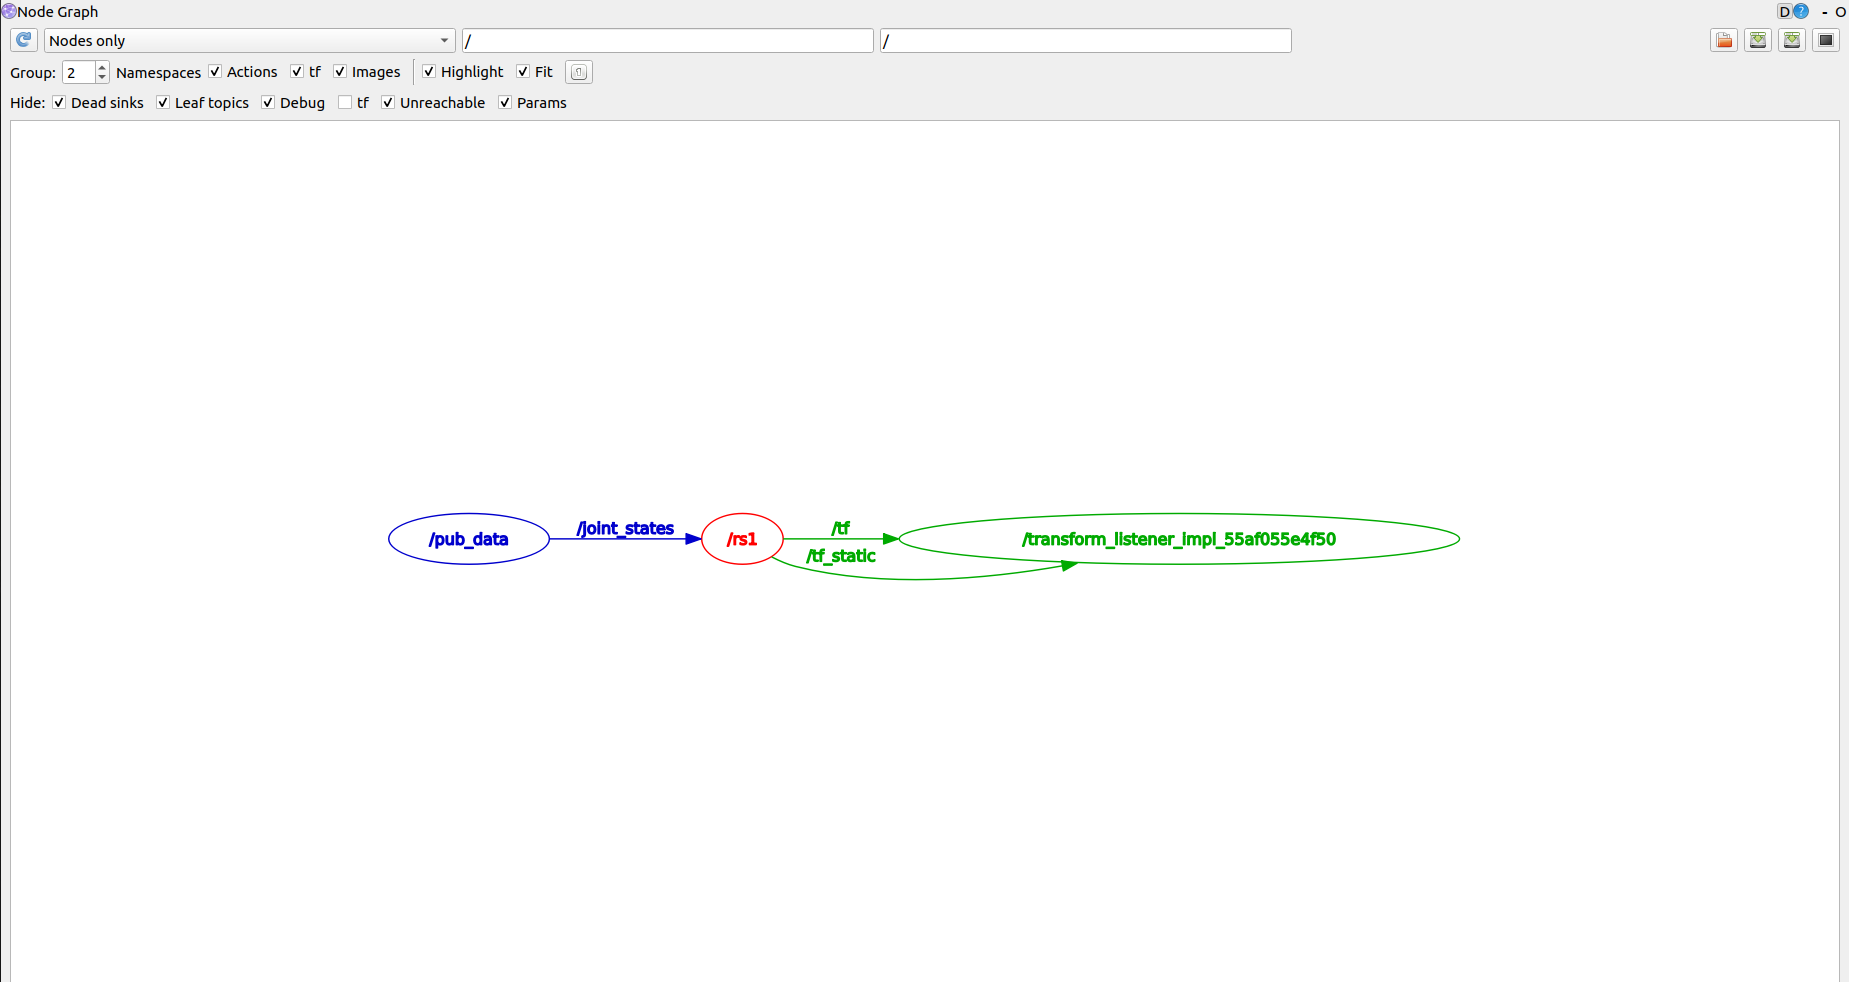 Node Graph
D ? - O
Nodes only / /
Group: 2 Namespaces Actions tf Images Highlight Fit
Hide: Dead sinks Leaf topics Debug tf Unreachable Params
/pub_data /joint_states /rs1 /tf /transform_listener_impl_55af055e4f50
/tf_static